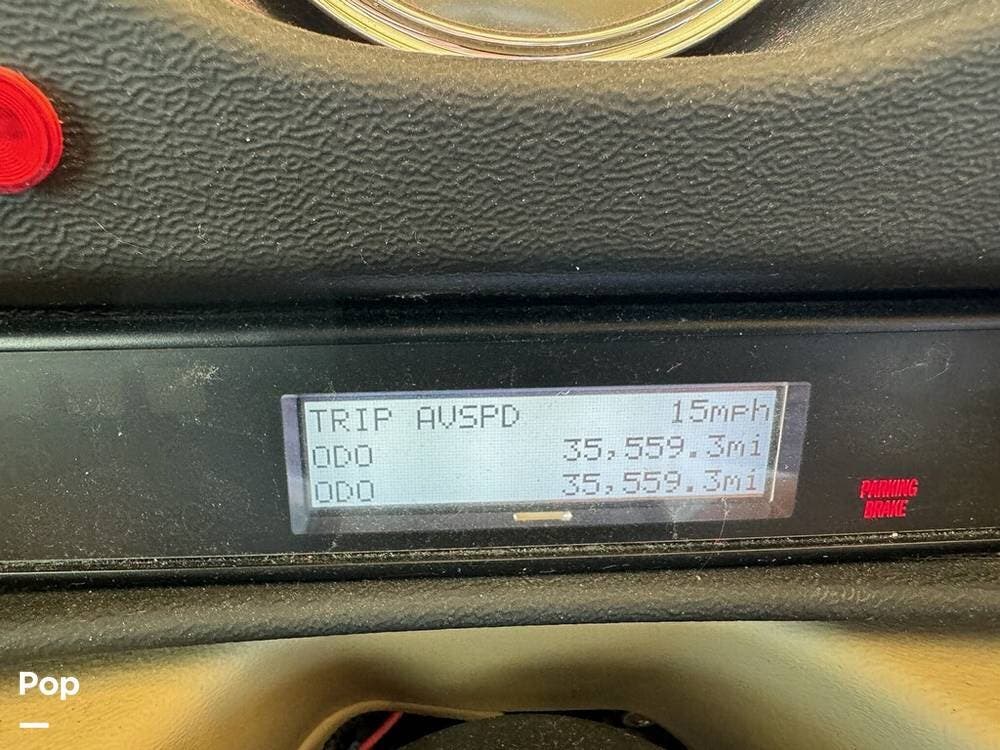 TRIP AVSPD 15mph
ODO 35,559.3mi
ODO 35,559.3mi
PARKING
BRAKE
Pop